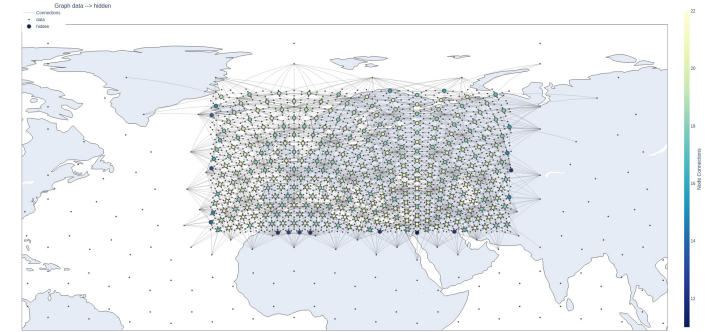 Graph data --> hidden
Connections
data
hidden
22
20
18
16
14
12
Node Connections